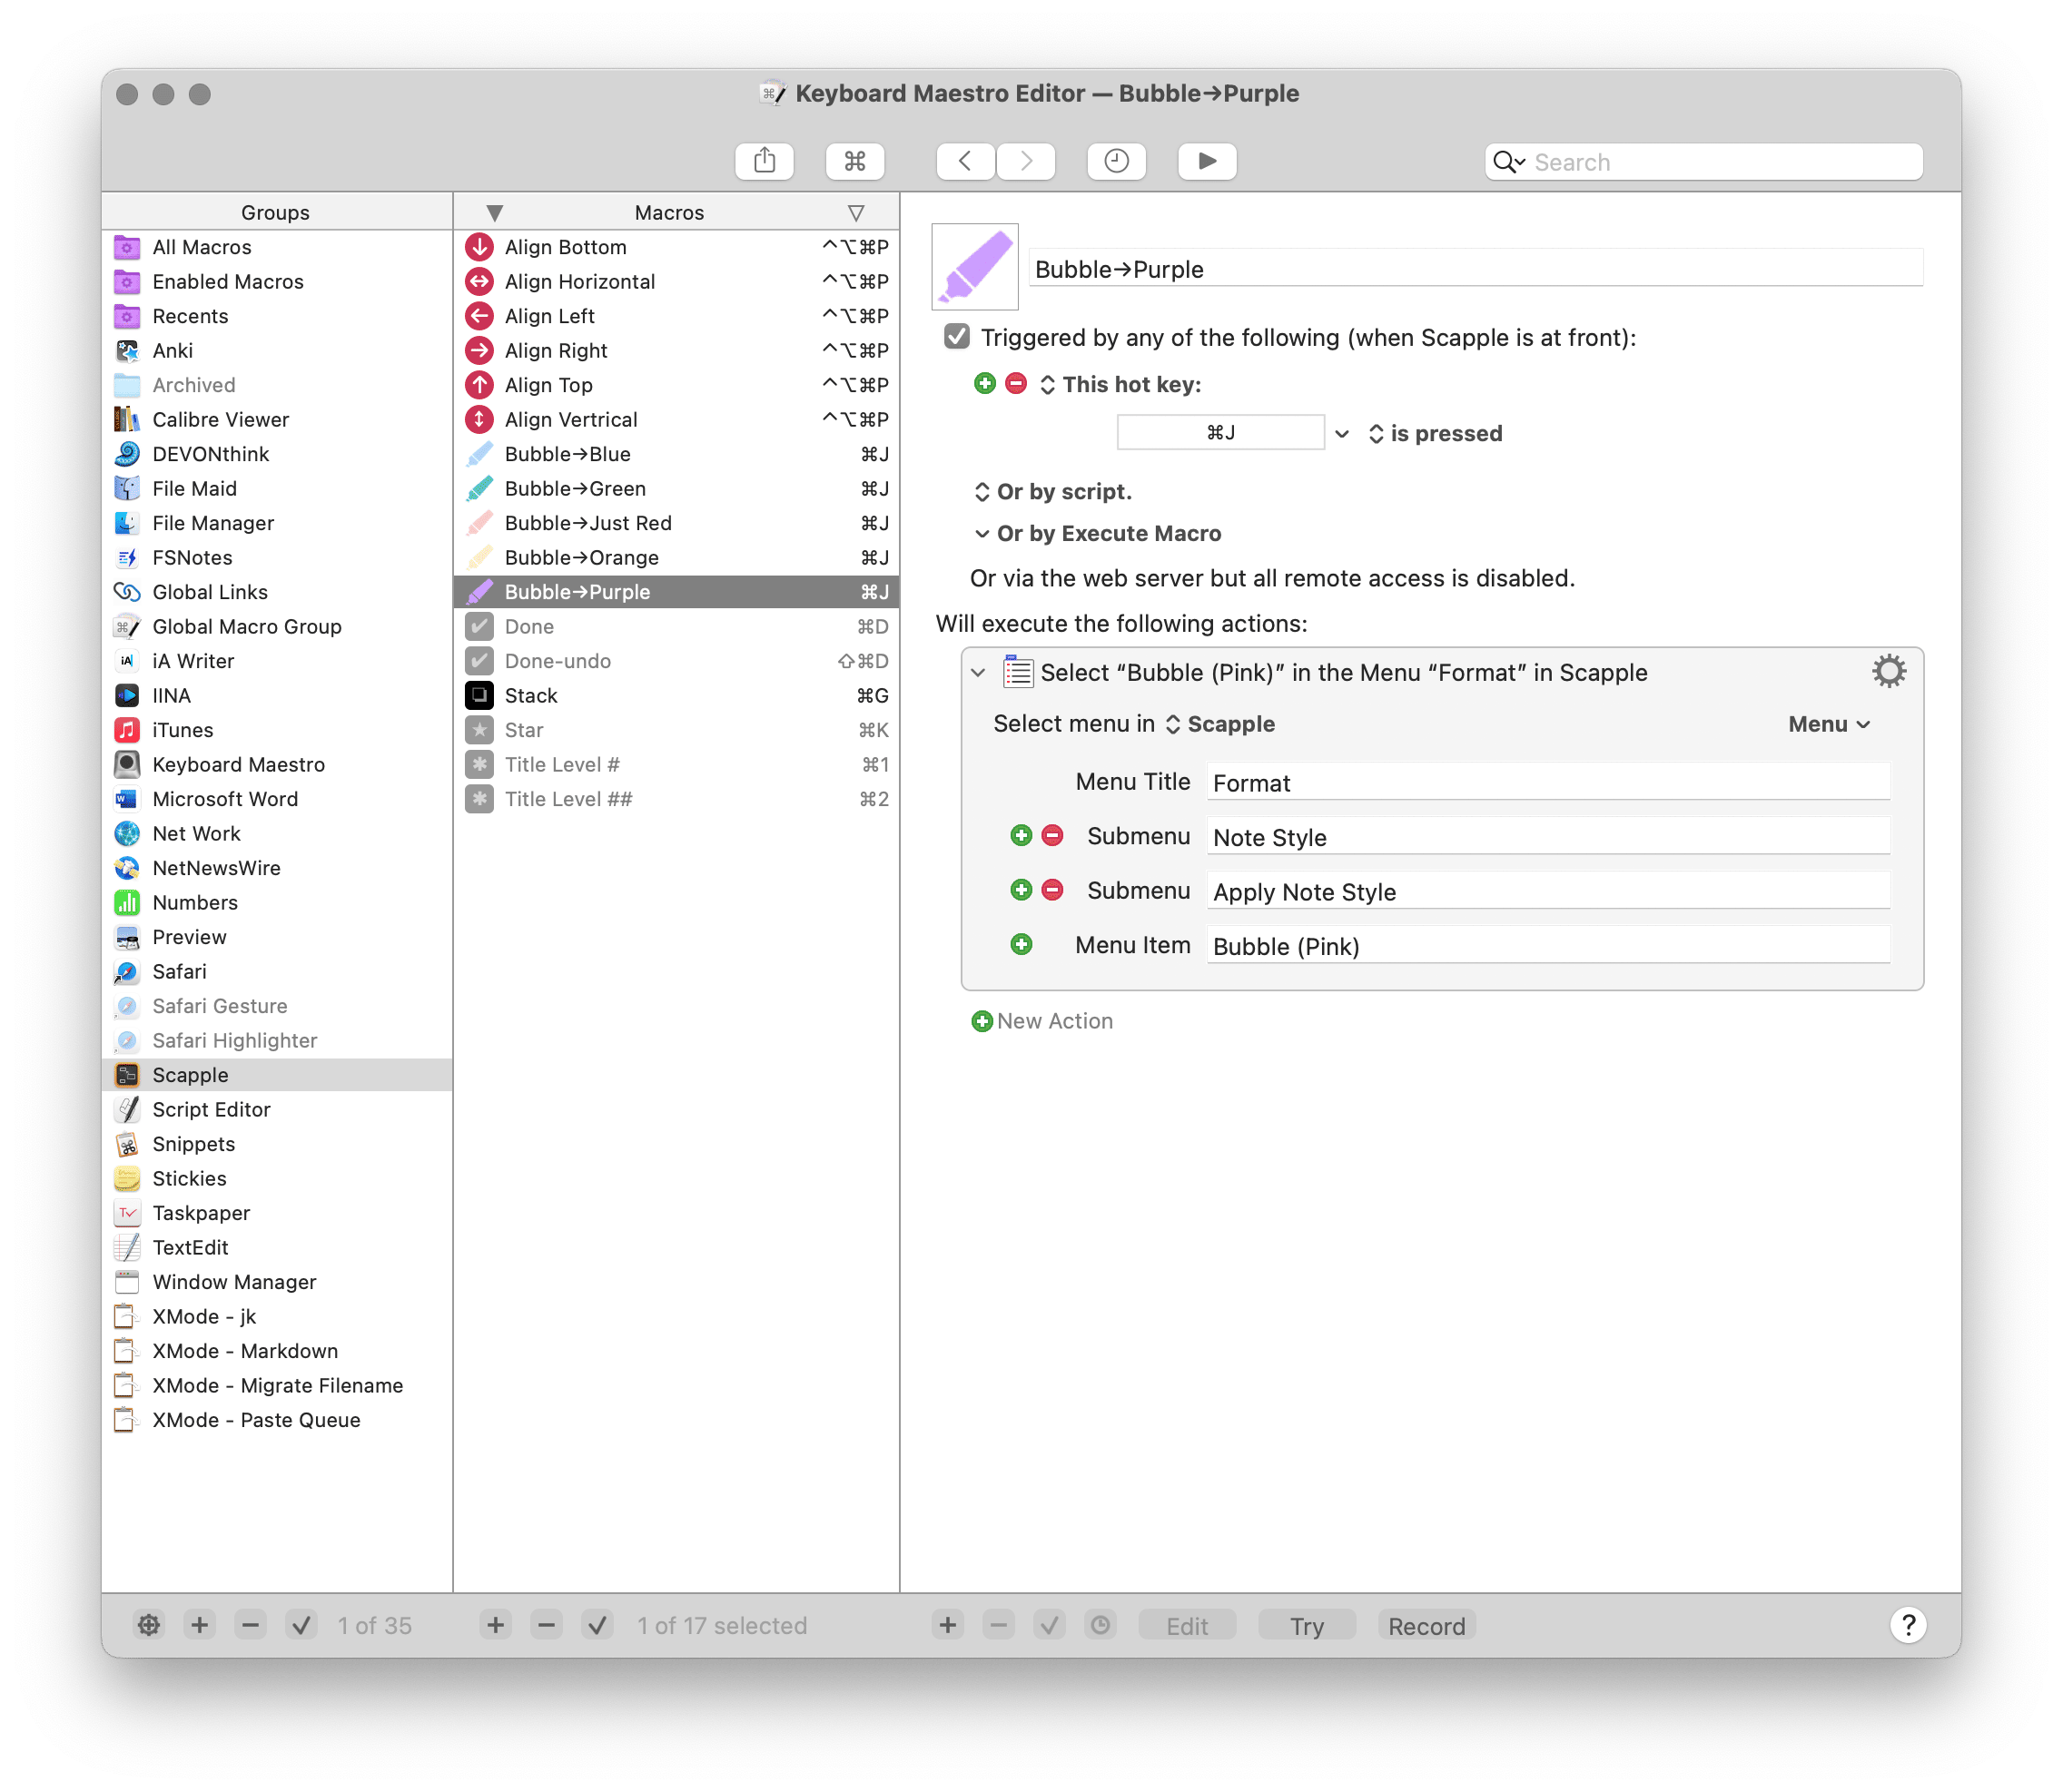 Keyboard Maestro Editor — Bubble→Purple
Search
Groups
All Macros
Enabled Macros
Recents
Anki
Archived
Calibre Viewer
DEVONthink
File Maid
File Manager
FSNotes
Global Links
Global Macro Group
iA Writer
IINA
iTunes
Keyboard Maestro
Microsoft Word
Net Work
NetNewsWire
Numbers
Preview
Safari
Safari Gesture
Safari Highlighter
Scapple
Script Editor
Snippets
Stickies
Taskpaper
TextEdit
Window Manager
XMode - jk
XMode - Markdown
XMode - Migrate Filename
XMode - Paste Queue
1 of 35
Macros
Align Bottom ^⌥⌘P
Align Horizontal ^⌥⌘P
Align Left ^⌥⌘P
Align Right ^⌥⌘P
Align Top ^⌥⌘P
Align Vertrical ^⌥⌘P
Bubble→Blue ⌘J
Bubble→Green ⌘J
Bubble→Just Red ⌘J
Bubble→Orange ⌘J
Bubble→Purple ⌘J
Done ⌘D
Done-undo ⇧⌘D
Stack ⌘G
Star ⌘K
Title Level # ⌘1
Title Level ## ⌘2
1 of 17 selected
Bubble→Purple
Triggered by any of the following (when Scapple is at front):
This hot key:
⌘J is pressed
Or by script.
Or by Execute Macro
Or via the web server but all remote access is disabled.
Will execute the following actions:
Select “Bubble (Pink)” in the Menu “Format” in Scapple
Select menu in Scapple Menu
Menu Title Format
Submenu Note Style
Submenu Apply Note Style
Menu Item Bubble (Pink)
New Action
Edit Try Record ?